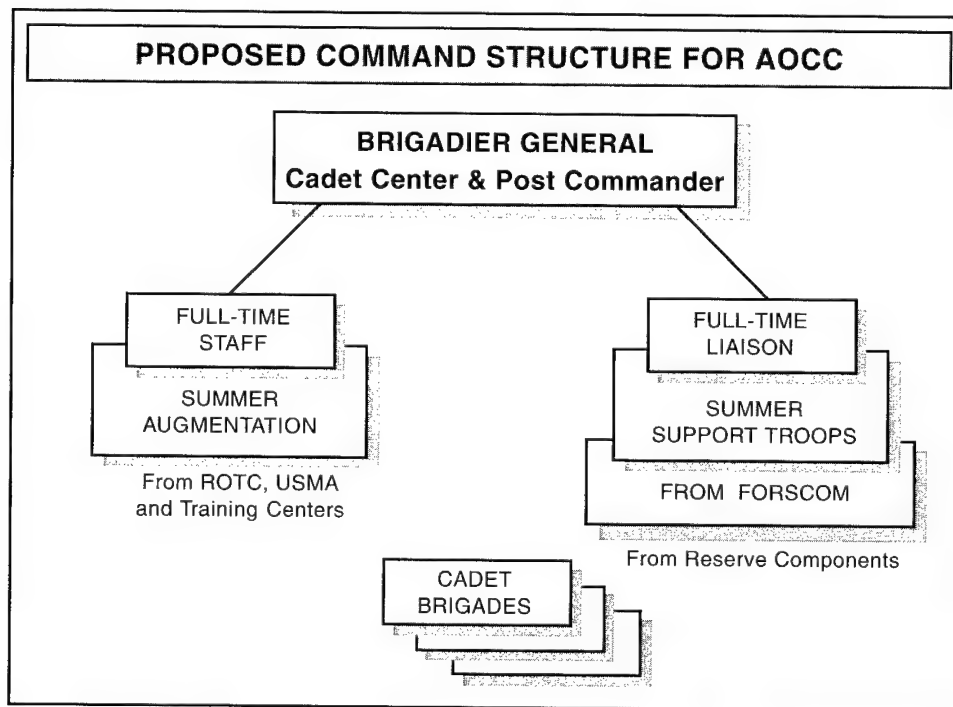 PROPOSED COMMAND STRUCTURE FOR AOCC
BRIGADIER GENERAL
Cadet Center & Post Commander
FULL-TIME
STAFF
SUMMER
AUGMENTATION
From ROTC, USMA
and Training Centers
FULL-TIME
LIAISON
SUMMER
SUPPORT TROOPS
FROM FORSCOM
From Reserve Components
CADET
BRIGADES